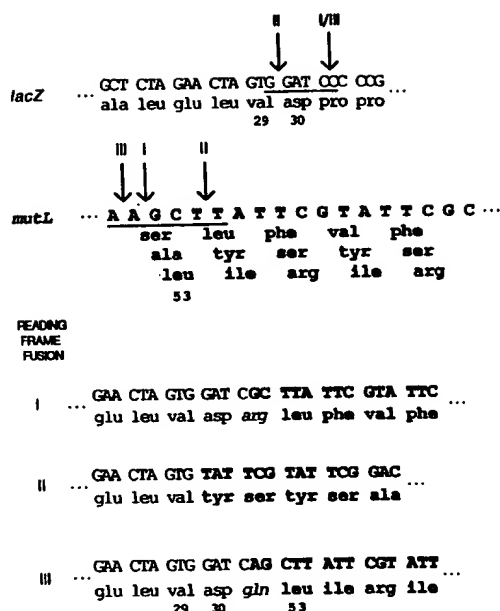 II I/III
lacZ ... GCT CTA GAA CTA GTG GAT CCC CCG ...
ala leu glu leu val asp pro pro
29 30
III I II
mutL ... A A G C T T A T T C G T A T T C G C ...
ser leu phe val phe
ala tyr ser tyr ser
leu ile arg ile arg
53
READING
FRAME
FUSION
I ... GAA CTA GTG GAT CGC TTA TTC GTA TTC ...
glu leu val asp arg leu phe val phe
II ... GAA CTA GTG TAT TCG TAT TCG GAC ...
glu leu val tyr ser tyr ser ala
III ... GAA CTA GTG GAT CAG CTT ATT CGT ATT ...
glu leu val asp gln leu ile arg ile
29 30 53